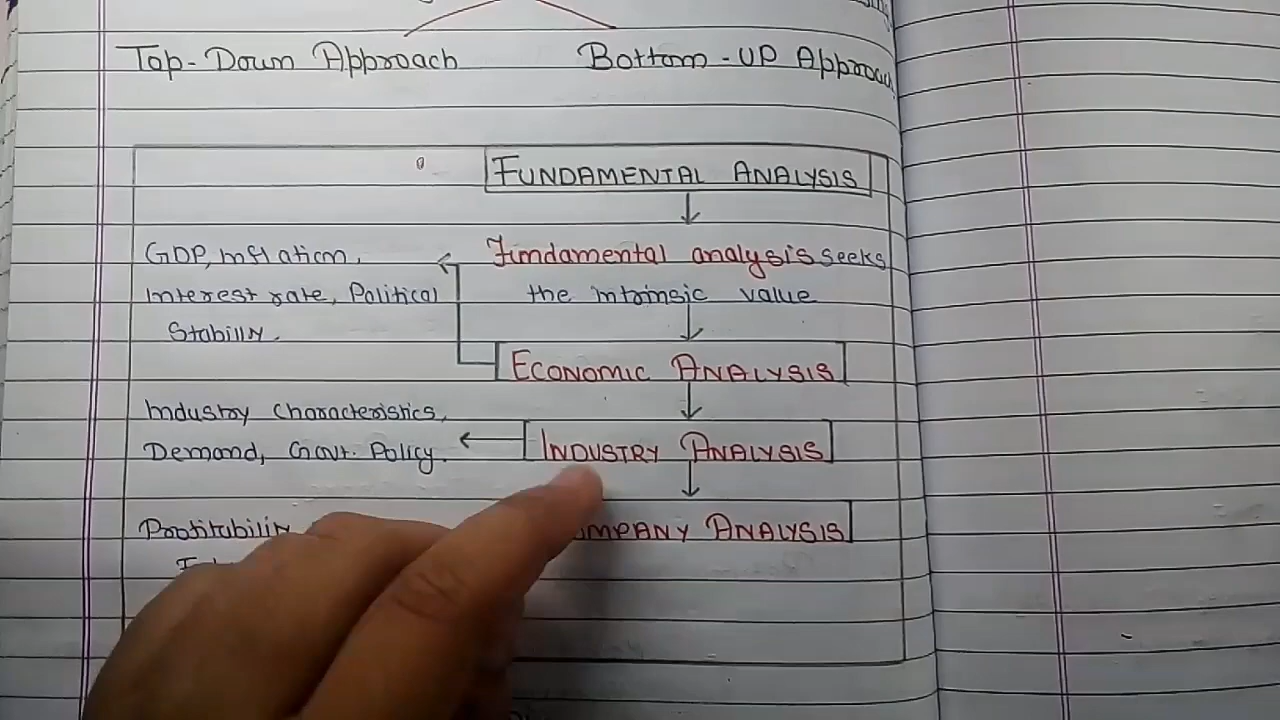 Top-Down Approach Bottom-UP Approach
FUNDAMENTAL ANALYSIS
Fundamental analysis seeks
the intrinsic value
GDP, Inflation,
Interest rate, Political
Stability.
ECONOMIC ANALYSIS
Industry Characteristics,
Demand, Govt. Policy.
INDUSTRY ANALYSIS
Profitability
MPANY ANALYSIS